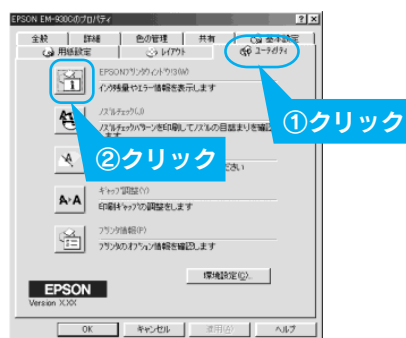 EPSON EM-930Cのプロパティ
全般 詳細 色の管理 共有 基本設定
用紙設定 レイアウト ユーティリティ
EPSONプリンタウィンドウ!3(W)
インク残量やエラー情報を表示します
ノズルチェック(J)
ノズルチェックパターンを印刷してノズルの目詰まりを確認
します
①クリック
②クリック
ださい
ギャップ調整(Y)
印刷ギャップの調整をします
プリンタ情報(P)
プリンタのオプション情報を確認します
環境設定(C)...
EPSON
Version X.XX
OK キャンセル 適用(A) ヘルプ